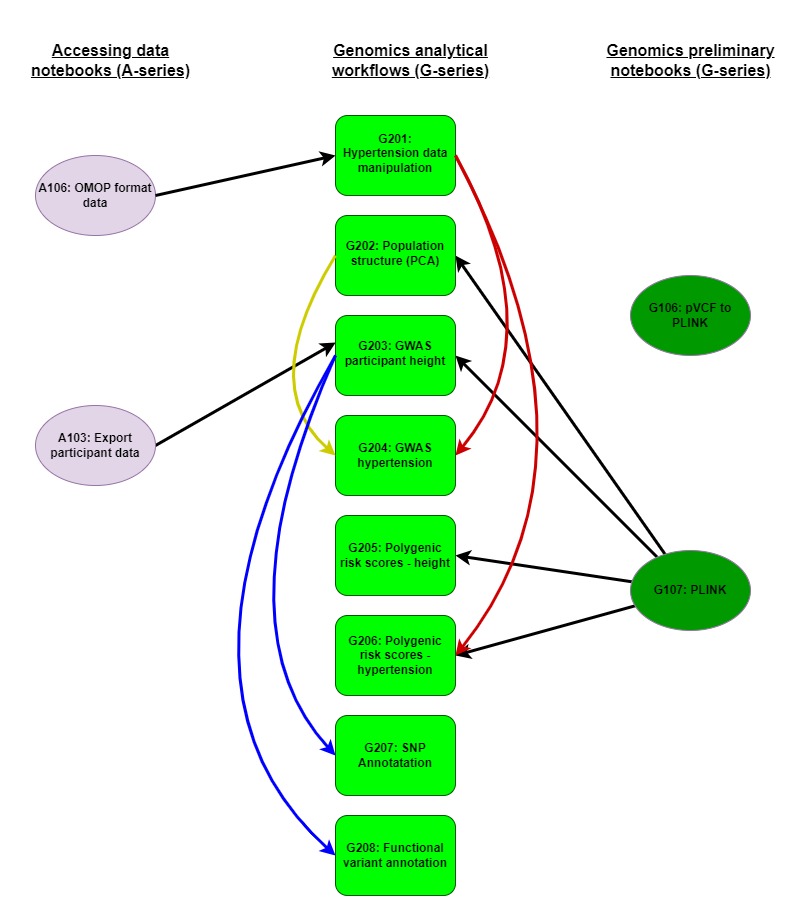 Accessing data
notebooks (A-series)
Genomics analytical
workflows (G-series)
Genomics preliminary
notebooks (G-series)
A106: OMOP format
data
A103: Export
participant data
G201:
Hypertension data
manipulation
G202: Population
structure (PCA)
G203: GWAS
participant height
G204: GWAS
hypertension
G205: Polygenic
risk scores - height
G206: Polygenic
risk scores -
hypertension
G207: SNP
Annotatation
G208: Functional
variant annotation
G106: pVCF to
PLINK
G107: PLINK